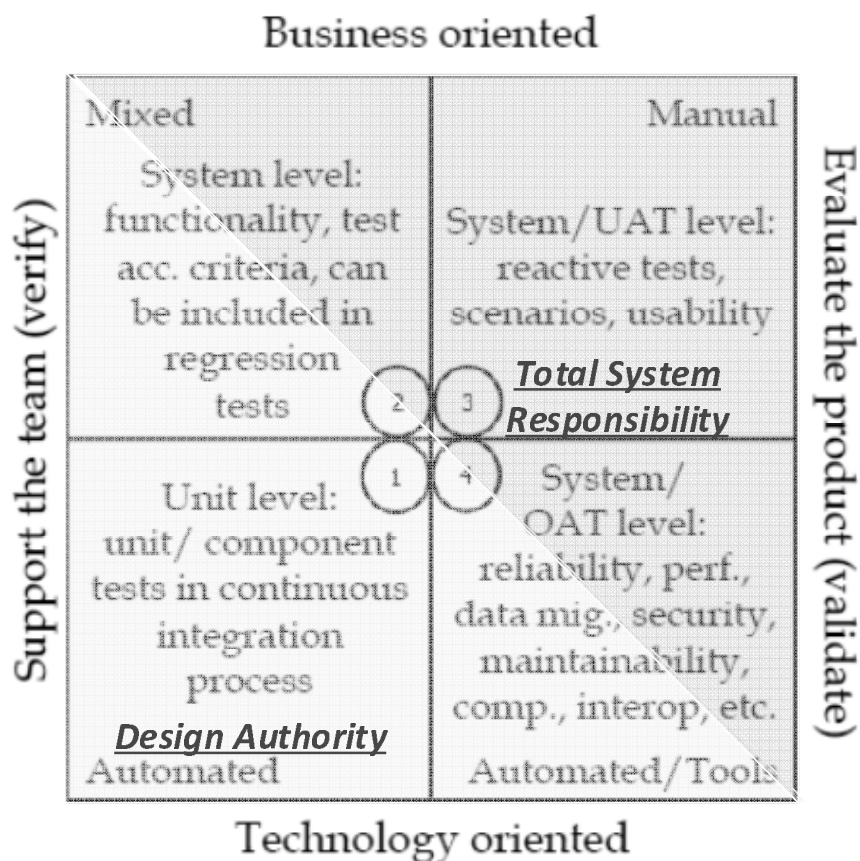 Business oriented
Support the team (verify)
Mixed
System level:
functionality, test
acc. criteria, can
be included in
regression
tests
2
Manual
System/UAT level:
reactive tests,
scenarios, usability
Total System
Responsibility
3
Evaluate the product (validate)
1
Unit level:
unit/ component
tests in continuous
integration
process
Design Authority
Automated
4
System/
OAT level:
reliability, perf.,
data mig., security,
maintainability,
comp., interop, etc.
Automated/Tools
Technology oriented